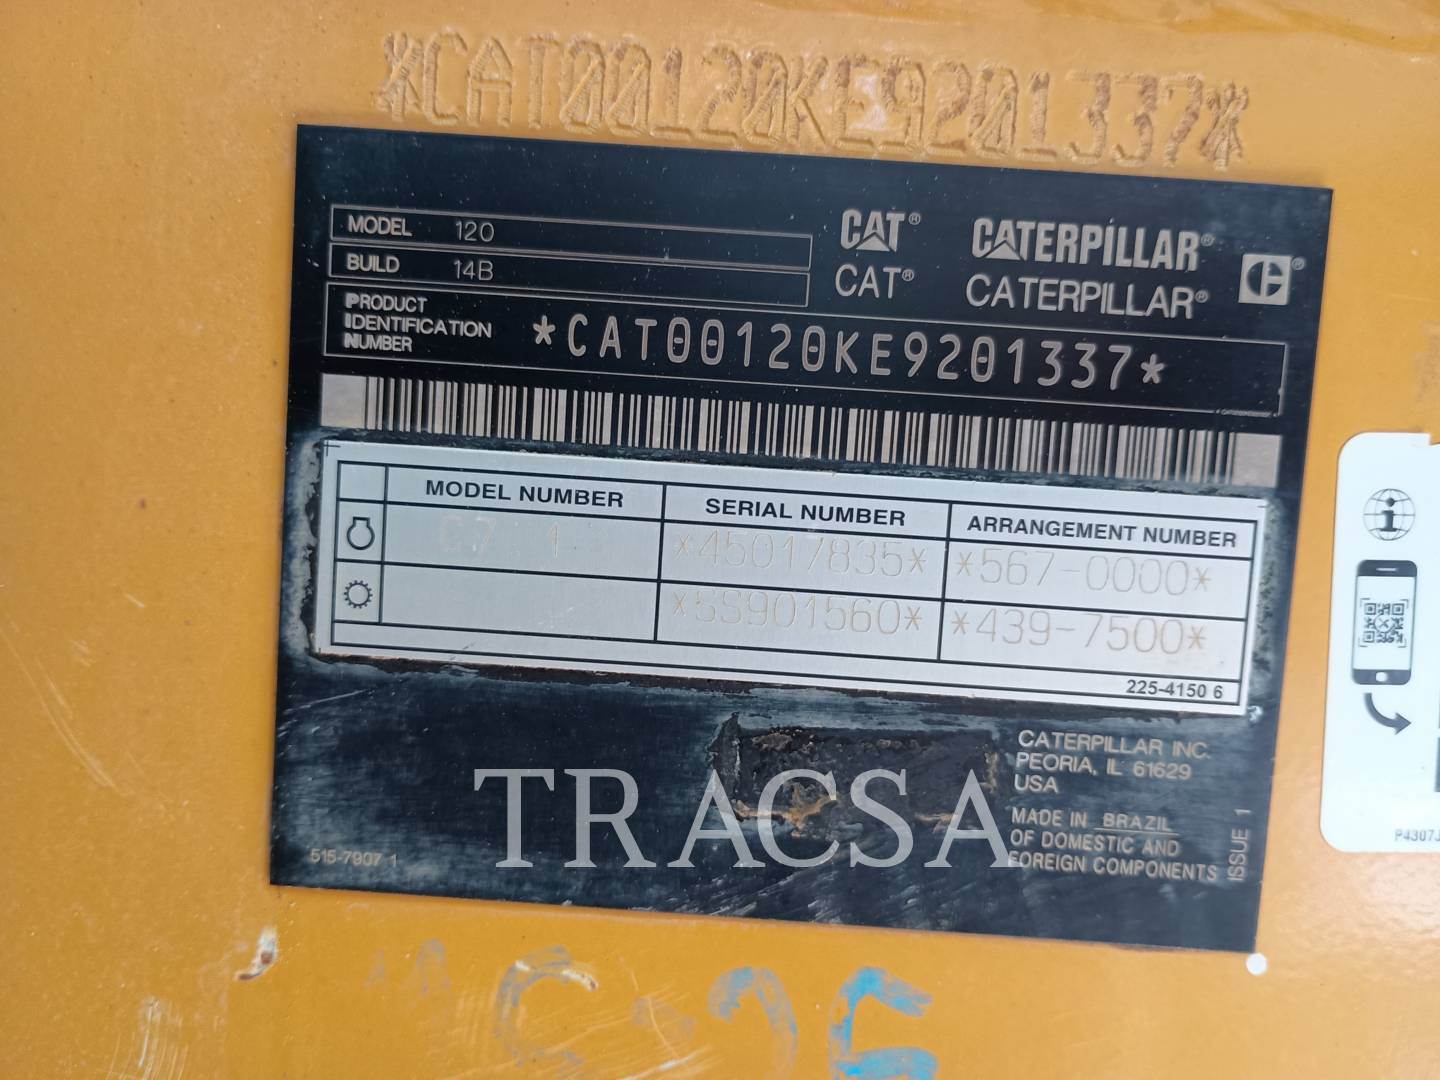 *CAT00120KE9201337*
MODEL 120
BUILD 14B
CAT® CATERPILLAR®
CAT® CATERPILLAR®
PRODUCT IDENTIFICATION NUMBER *CAT00120KE9201337*
MODEL NUMBER SERIAL NUMBER ARRANGEMENT NUMBER
*45017835* *567-0000*
*5S901560* *439-7500*
225-4150 6
CATERPILLAR INC.
PEORIA, IL 61629
USA
MADE IN BRAZIL
OF DOMESTIC AND
FOREIGN COMPONENTS
ISSUE 1
515-7907 1
TRACSA
P4307J